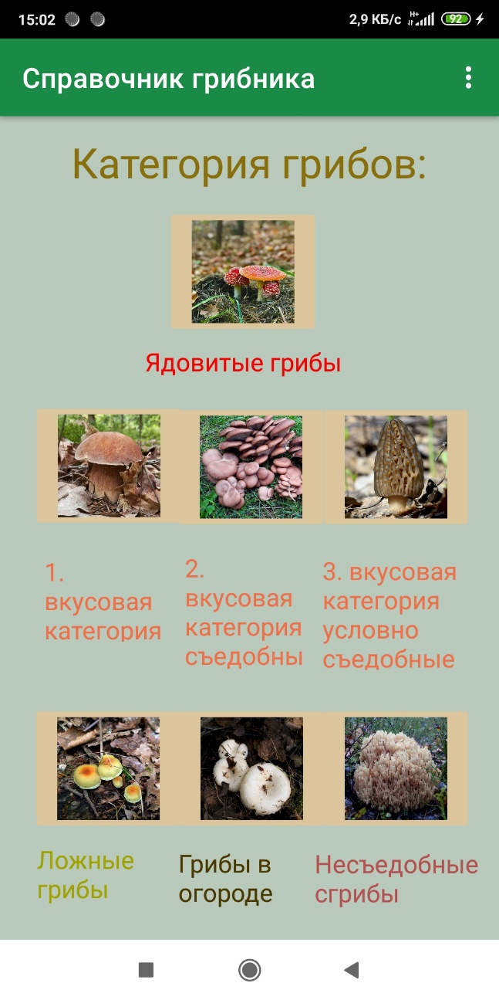 15:02
2,9 КБ/с H+ 92
Справочник грибника
Категория грибов:
Ядовитые грибы
1.
вкусовая
категория
2.
вкусовая
категория
съедобны
3. вкусовая
категория
условно
съедобные
Ложные
грибы
Грибы в
огороде
Несъедобные
сгрибы